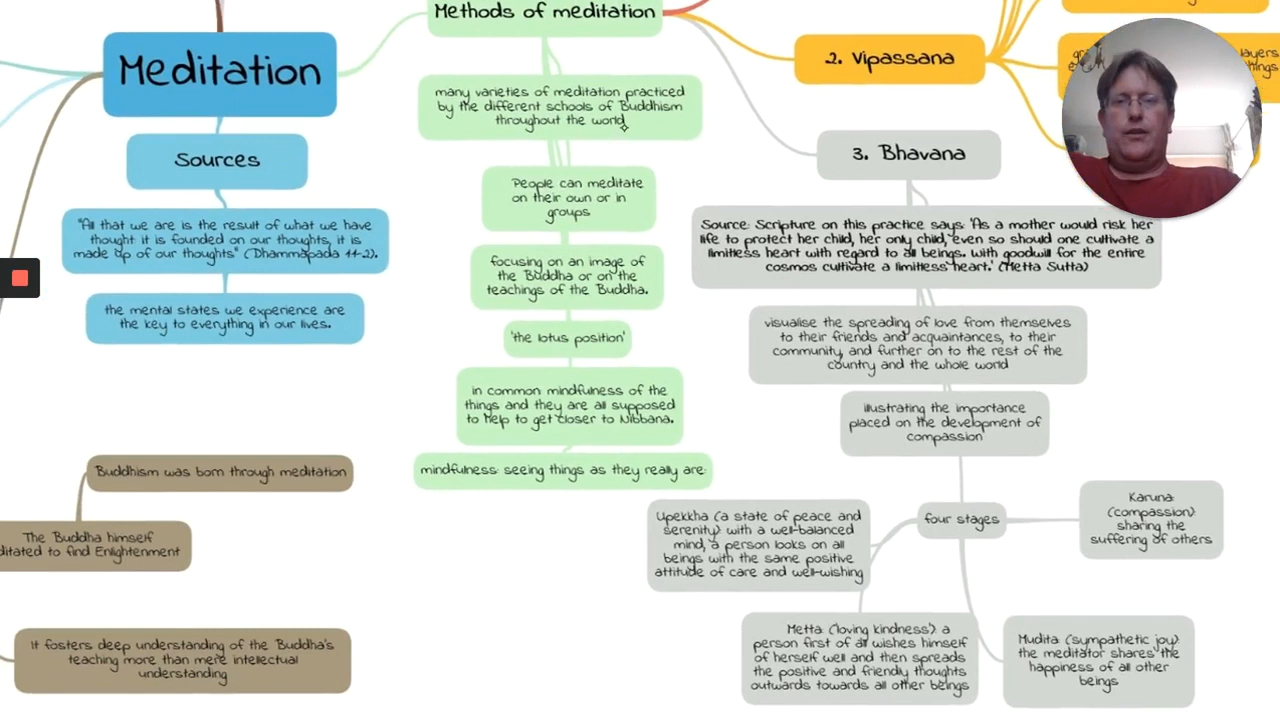 Meditation
Sources
"All that we are is the result of what we have
thought it is founded on our thoughts, it is
made up of our thoughts" (Dhammapada 1-2).
the mental states we experience are
the key to everything in our lives.
Buddhism was born through meditation
The Buddha himself
ditated to find Enlightenment
It fosters deep understanding of the Buddha's
teaching more than mere intellectual
understanding
Methods of meditation
many varieties of meditation practiced
by the different schools of Buddhism
throughout the world
People can meditate
on their own or in
groups
focusing on an image of
the Buddha or on the
teachings of the Buddha.
'the lotus position'
in common mindfulness of the
things and they are all supposed
to help to get closer to Nibbana.
mindfulness: seeing things as they really are.
2. Vipassana
layers
things
3. Bhavana
Source: Scripture on this practice says: 'As a mother would risk her
life to protect her child, her only child, even so should one cultivate a
limitless heart with regard to all beings. With goodwill for the entire
cosmos cultivate a limitless heart.' (Metta Sutta)
visualise the spreading of love from themselves
to their friends and acquaintances, to their
community, and further on to the rest of the
country and the whole world
illustrating the importance
placed on the development of
compassion
four stages
Karuna:
(compassion)
sharing the
suffering of others
Upekkha (a state of peace and
serenity) with a well-balanced
mind, a person looks on all
beings with the same positive
attitude of care and well-wishing
Metta: ('loving kindness'): a
person first of all wishes himself
of herself well and then spreads
the positive and friendly thoughts
outwards towards all other beings
Mudita: (sympathetic joy):
the meditator shares the
happiness of all other
beings